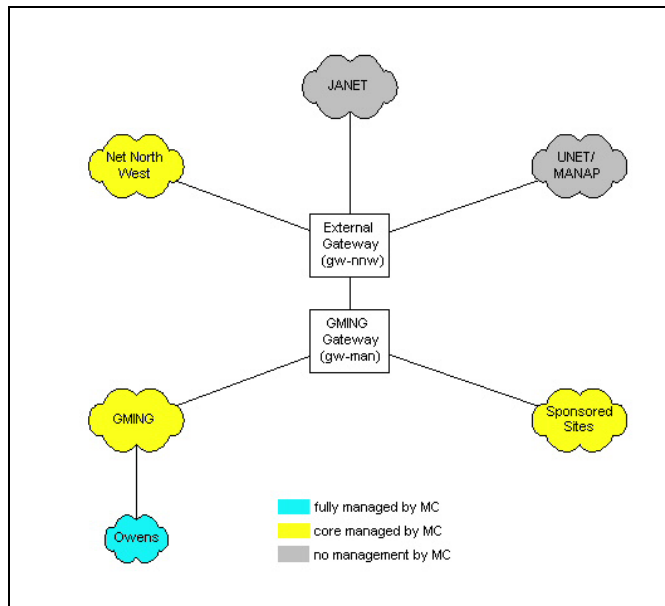 JANET
Net North
West
UNET/
MANAP
External
Gateway
(gw-nnw)
GMING
Gateway
(gw-man)
GMING
Sponsored
Sites
Owens
fully managed by MC
core managed by MC
no management by MC